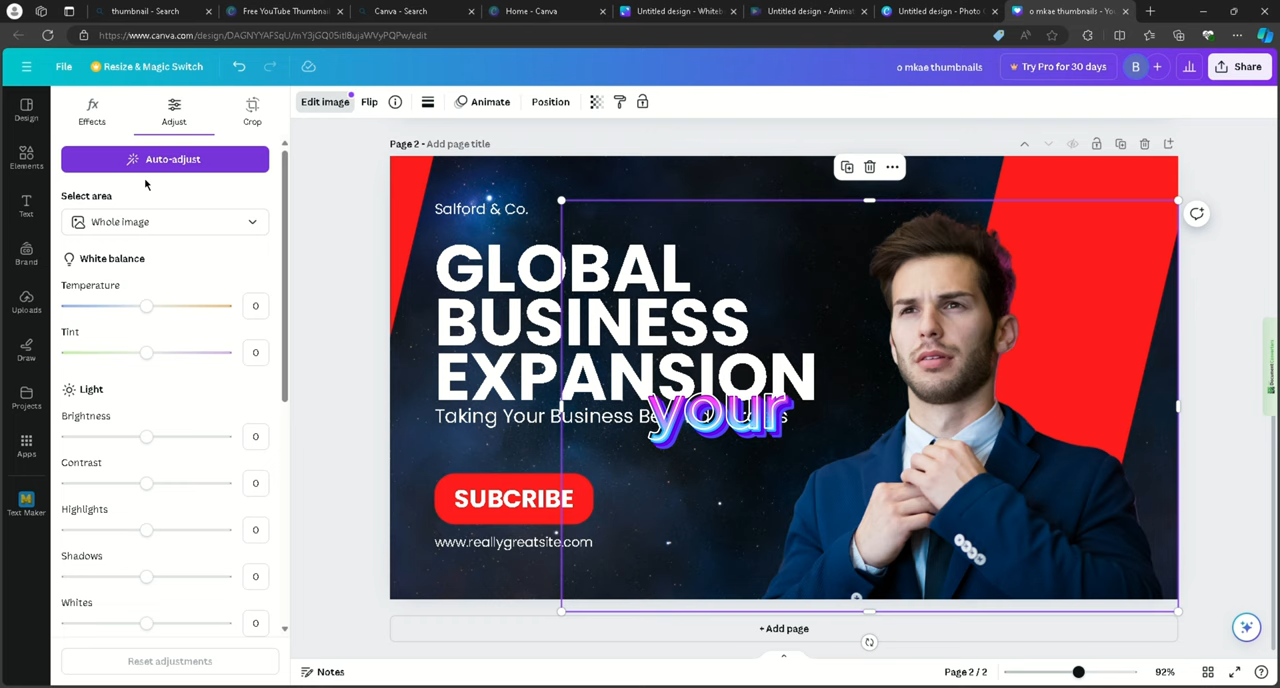 thumbnail - Search
Free YouTube Thumbnai
Canva - Search
Home - Canva
Untitled design - Whiteb
Untitled design - Animat
Untitled design - Photo C
o mkae thumbnails - Yo
https://www.canva.com/design/DAGNYYAFSqU/mY3jGQ05itlBujaWVyPQPw/edit
File
Resize & Magic Switch
o mkae thumbnails
Try Pro for 30 days
B
Share
Effects
Adjust
Crop
Edit image
Flip
Animate
Position
Design
Elements
Text
Brand
Uploads
Draw
Projects
Apps
Text Maker
Auto-adjust
Select area
Whole image
White balance
Temperature
0
Tint
0
Light
Brightness
0
Contrast
0
Highlights
0
Shadows
0
Whites
0
Reset adjustments
Page 2 - Add page title
Salford & Co.
GLOBAL
BUSINESS
EXPANSION
Taking Your Business
your
SUBCRIBE
www.reallygreatsite.com
+ Add page
Notes
Page 2 / 2
92%